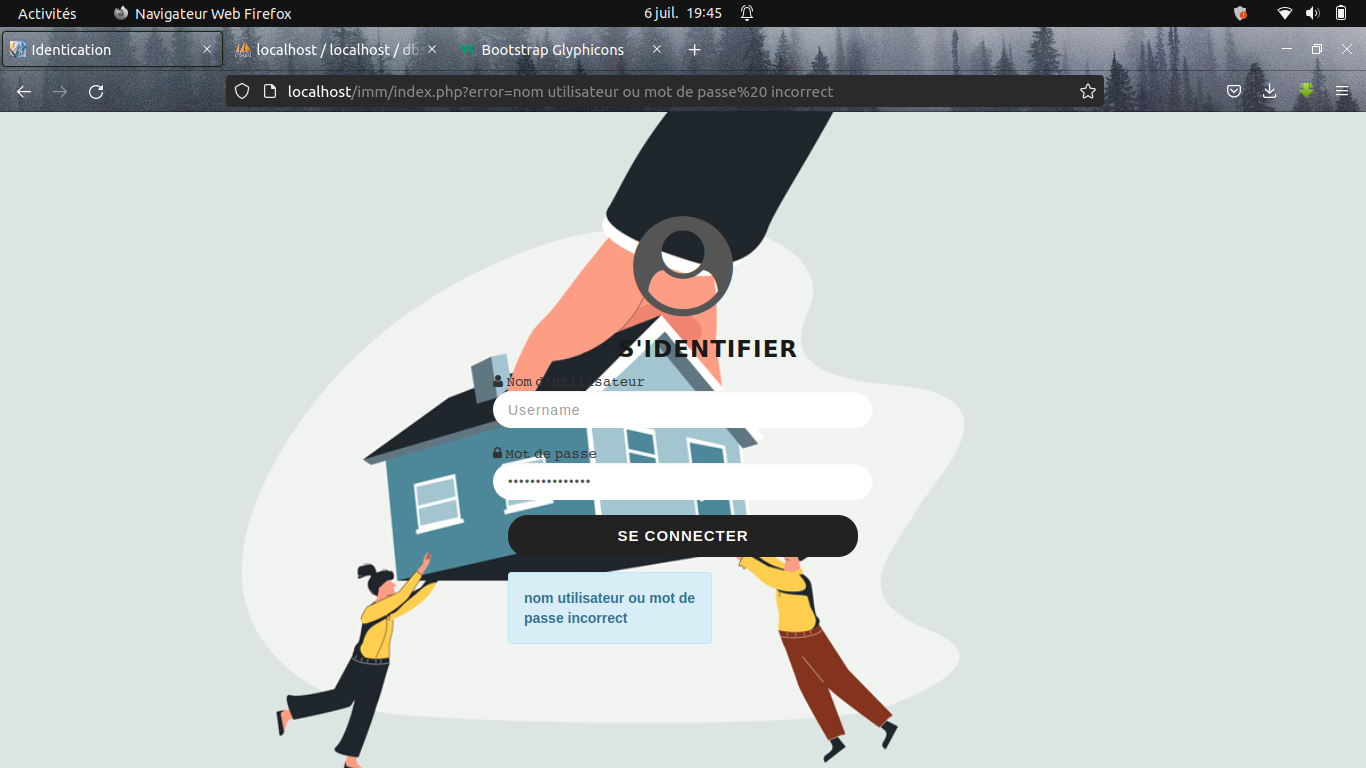 Activités
Navigateur Web Firefox
6 juil. 19:45
Identication
localhost / localhost / db
Bootstrap Glyphicons
localhost/imm/index.php?error=nom utilisateur ou mot de passe%20 incorrect
S'IDENTIFIER
Nom d'utilisateur
Username
Mot de passe
SE CONNECTER
nom utilisateur ou mot de
passe incorrect